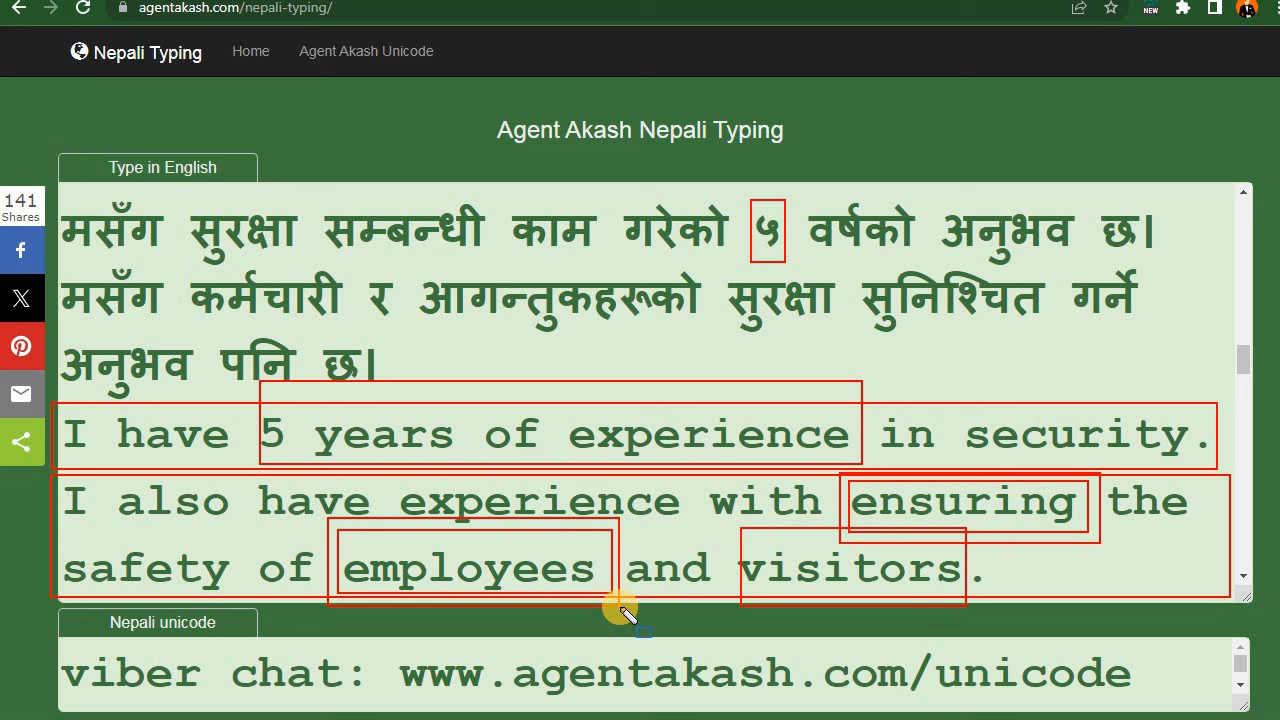 agentakash.com/nepali-typing/
NEW
Nepali Typing Home Agent Akash Unicode
Agent Akash Nepali Typing
Type in English
141
Shares
मसँग सुरक्षा सम्बन्धी काम गरेको ५ वर्षको अनुभव छ।
मसँग कर्मचारी र आगन्तुकहरूको सुरक्षा सुनिश्चित गर्ने
अनुभव पनि छ।
I have 5 years of experience in security.
I also have experience with ensuring the
safety of employees and visitors.
Nepali unicode
viber chat: www.agentakash.com/unicode